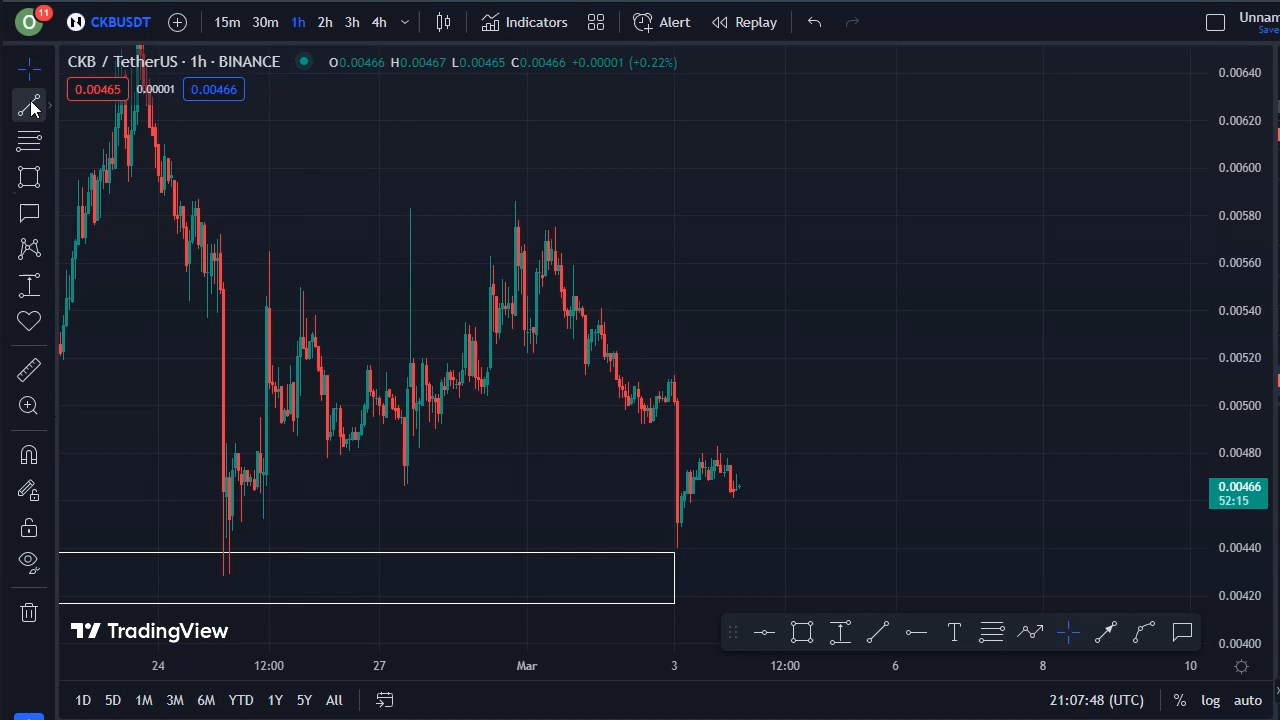 O 11 N CKBUSDT 15m 30m 1h 2h 3h 4h Indicators Alert Replay Unnam
Save
CKB / TetherUS · 1h · BINANCE O0.00466 H0.00467 L0.00465 C0.00466 +0.00001 (+0.22%)
0.00465 0.00001 0.00466
0.00640
0.00620
0.00600
0.00580
0.00560
0.00540
0.00520
0.00500
0.00480
0.00466
52:15
0.00440
0.00420
0.00400
TradingView
T
24 12:00 27 Mar 3 12:00 6 8 10
1D 5D 1M 3M 6M YTD 1Y 5Y All 21:07:48 (UTC) % log auto